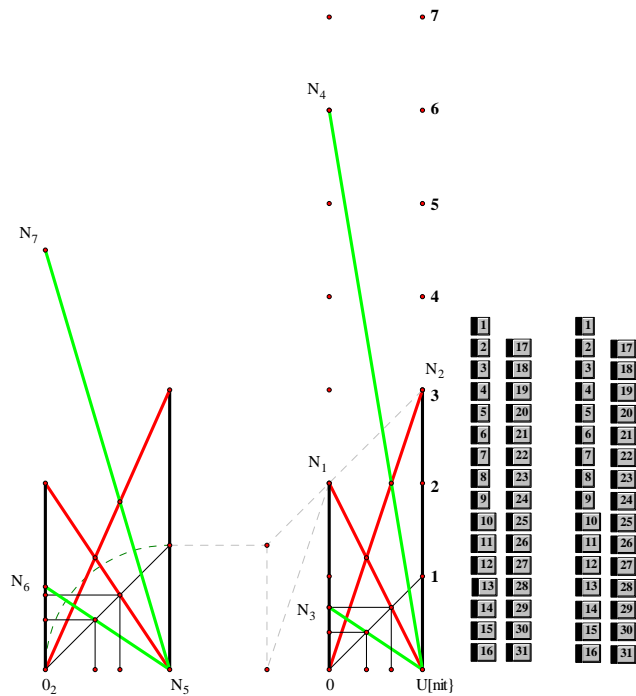 7
N4
6
5
N7
4
1 1
2 17 2 17
N2
3 18 3 18
3
4 19 4 19
5 20 5 20
6 21 6 21
N1
7 22 7 22
2
8 23 8 23
9 24 9 24
10 25 10 25
11 26 11 26
1
12 27 12 27
N6
13 28 13 28
N3
14 29 14 29
15 30 15 30
16 31 16 31
02 N5 0 U[nit}